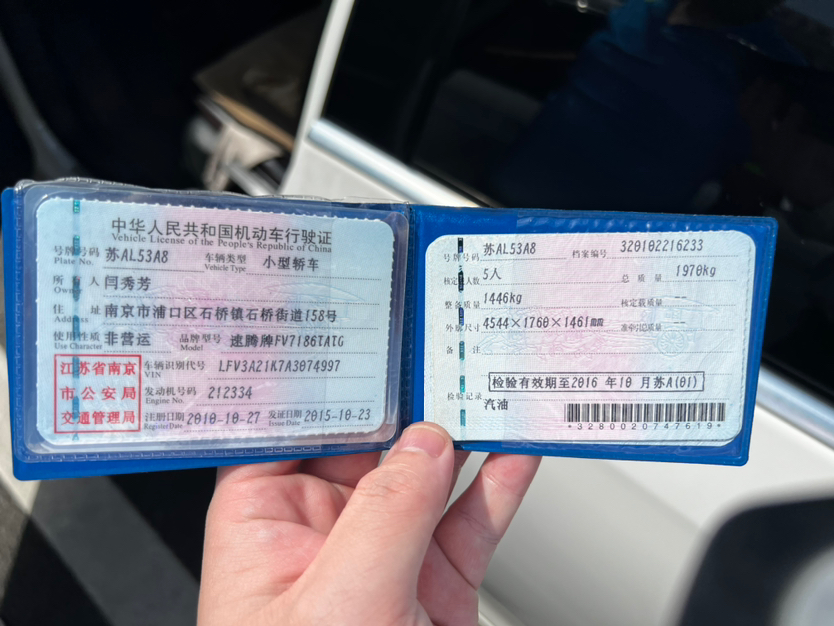 中华人民共和国机动车行驶证
Vehicle License of the People's Republic of China
号牌号码 苏AL53A8 车辆类型 小型轿车
Plate No. Vehicle Type
所有人 闫秀芳
Owner
住址 南京市浦口区石桥镇石桥街道158号
Address
使用性质 非营运 品牌型号 速腾牌FV7186TATG
Use Character Model
江苏省南京
市公安局
交通管理局
车辆识别代号 LFV3A21K7A3074997
VIN
发动机号码 212334
Engine No.
注册日期 2010-10-27 发证日期 2015-10-23
Register Date Issue Date
号牌号码 苏AL53A8 档案编号 320102216233
核定载人数 5人 总质量 1970kg
整备质量 1446kg 核定载质量 --
外廓尺寸 4544×1760×1461mm 准牵引总质量 --
备注
检验有效期至2016年10月苏A(01)
检验记录
汽油
*3280020747619*